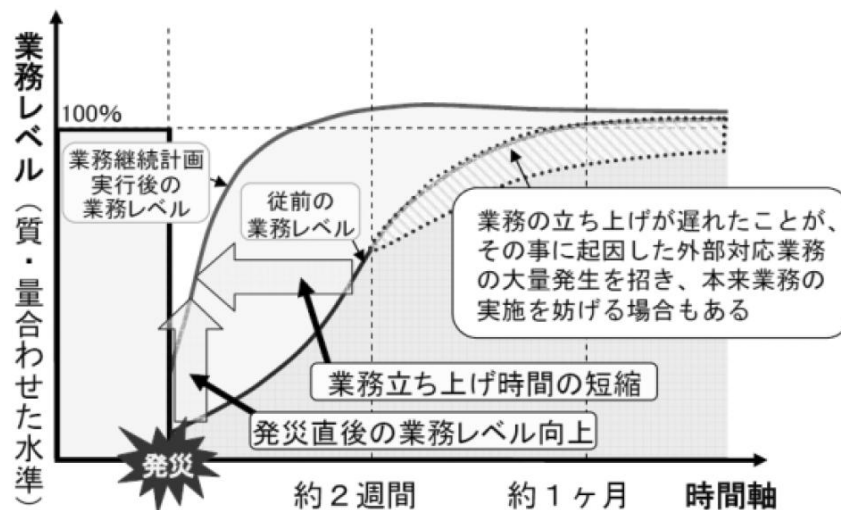 業務レベル（質・量合わせた水準）
100%
業務継続計画
実行後の
業務レベル
従前の
業務レベル
業務の立ち上げが遅れたことが、
その事に起因した外部対応業務
の大量発生を招き、本来業務の
実施を妨げる場合もある
業務立ち上げ時間の短縮
発災直後の業務レベル向上
発災
約２週間
約１ヶ月
時間軸